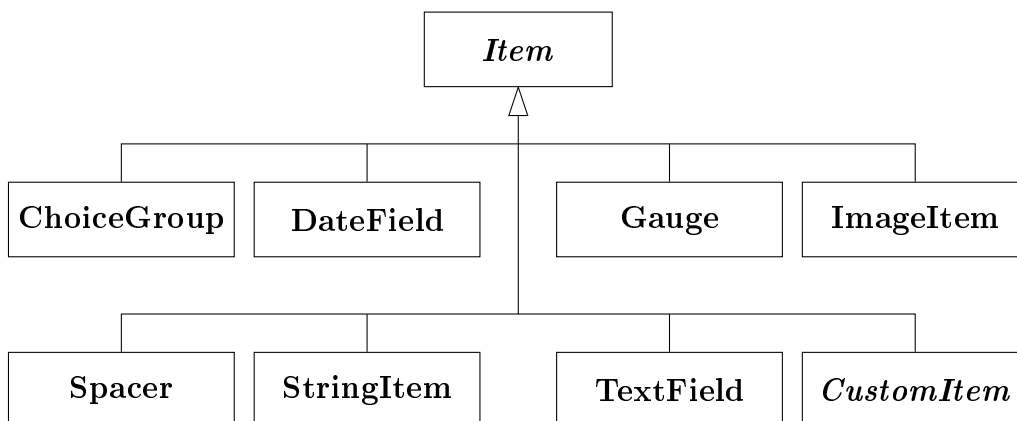 Item
ChoiceGroup
DateField
Gauge
ImageItem
Spacer
StringItem
TextField
CustomItem